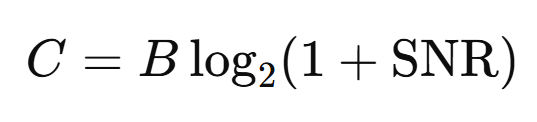 C = B log₂(1 + SNR)